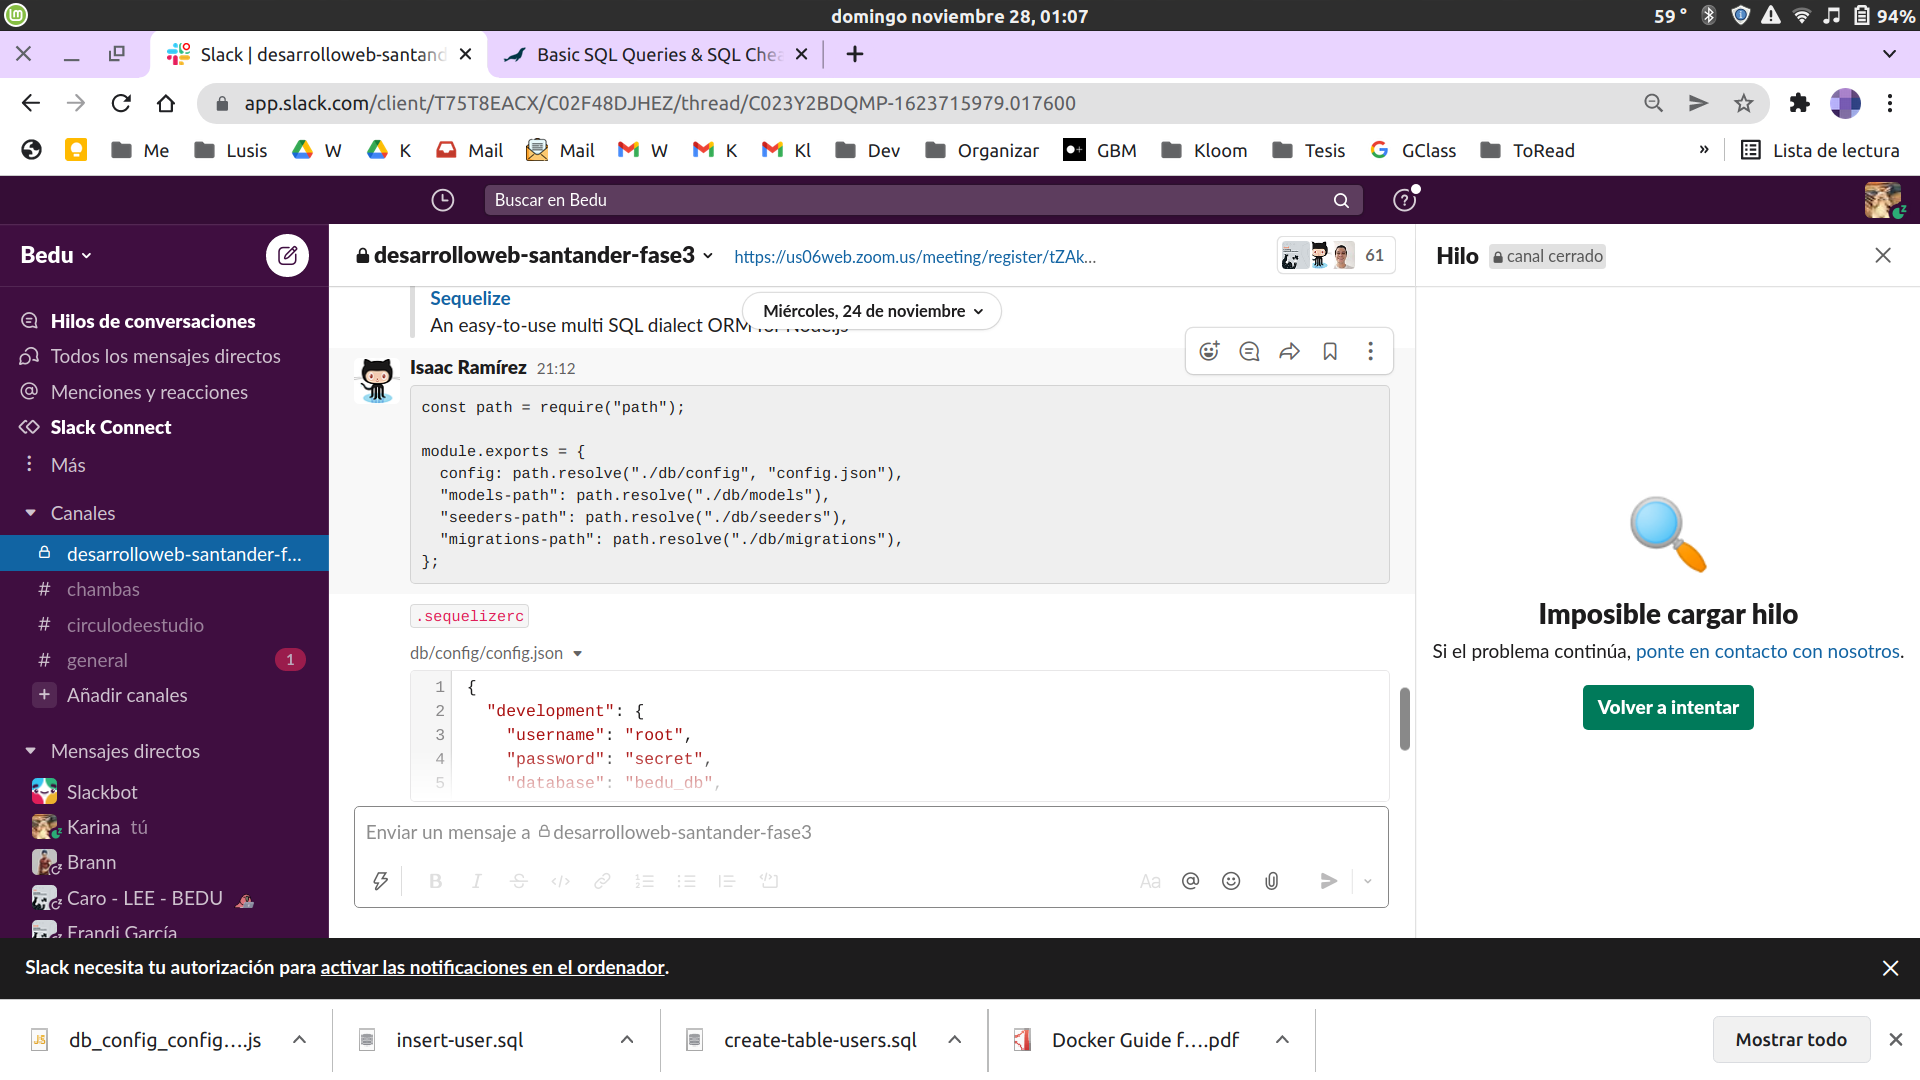 domingo noviembre 28, 01:07
59 °
94%
Slack | desarrolloweb-santand
Basic SQL Queries & SQL Chea
app.slack.com/client/T75T8EACX/C02F48DJHEZ/thread/C023Y2BDQMP-1623715979.017600
Me
Lusis
W
K
Mail
Mail
W
K
Kl
Dev
Organizar
GBM
Kloom
Tesis
GClass
ToRead
»
Lista de lectura
Buscar en Bedu
Bedu
desarrolloweb-santander-fase3
https://us06web.zoom.us/meeting/register/tZAk...
61
Hilo
canal cerrado
Hilos de conversaciones
Todos los mensajes directos
Menciones y reacciones
Slack Connect
Más
Canales
desarrolloweb-santander-f...
# chambas
# circulodeestudio
# general
1
+ Añadir canales
Mensajes directos
Slackbot
Karina tú
Brann
Caro - LEE - BEDU
Erandi García
Sequelize
Miércoles, 24 de noviembre
An easy-to-use multi SQL dialect ORM for Node.js
Isaac Ramírez 21:12
const path = require("path");
module.exports = {
config: path.resolve("./db/config", "config.json"),
"models-path": path.resolve("./db/models"),
"seeders-path": path.resolve("./db/seeders"),
"migrations-path": path.resolve("./db/migrations"),
};
.sequelizerc
db/config/config.json
1 {
2 "development": {
3 "username": "root",
4 "password": "secret",
5 "database": "bedu_db",
Enviar un mensaje a desarrolloweb-santander-fase3
B
I
S
</>
Aa
@
Imposible cargar hilo
Si el problema continúa, ponte en contacto con nosotros.
Volver a intentar
Slack necesita tu autorización para activar las notificaciones en el ordenador.
JS
db_config_config....js
insert-user.sql
create-table-users.sql
Docker Guide f....pdf
Mostrar todo